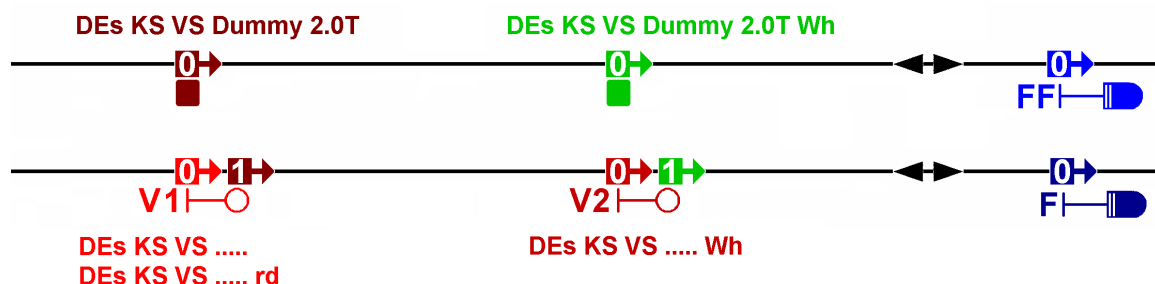 DEs KS VS Dummy 2.0T DEs KS VS Dummy 2.0T Wh
0 0 0
FF
0 1 0 1 0
V1 V2 F
DEs KS VS ..... DEs KS VS ..... Wh
DEs KS VS ..... rd